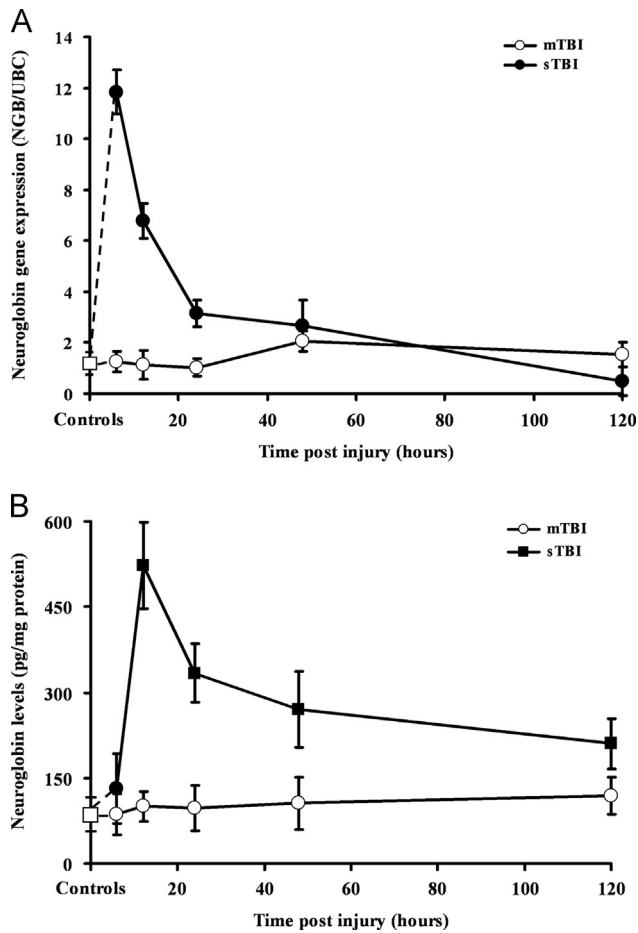 A
Neuroglobin gene expression (NGB/UBC)
14
12
10
8
6
4
2
0
mTBI
sTBI
Controls 20 40 60 80 100 120
Time post injury (hours)
B
Neuroglobin levels (pg/mg protein)
600
450
300
150
0
mTBI
sTBI
Controls 20 40 60 80 100 120
Time post injury (hours)